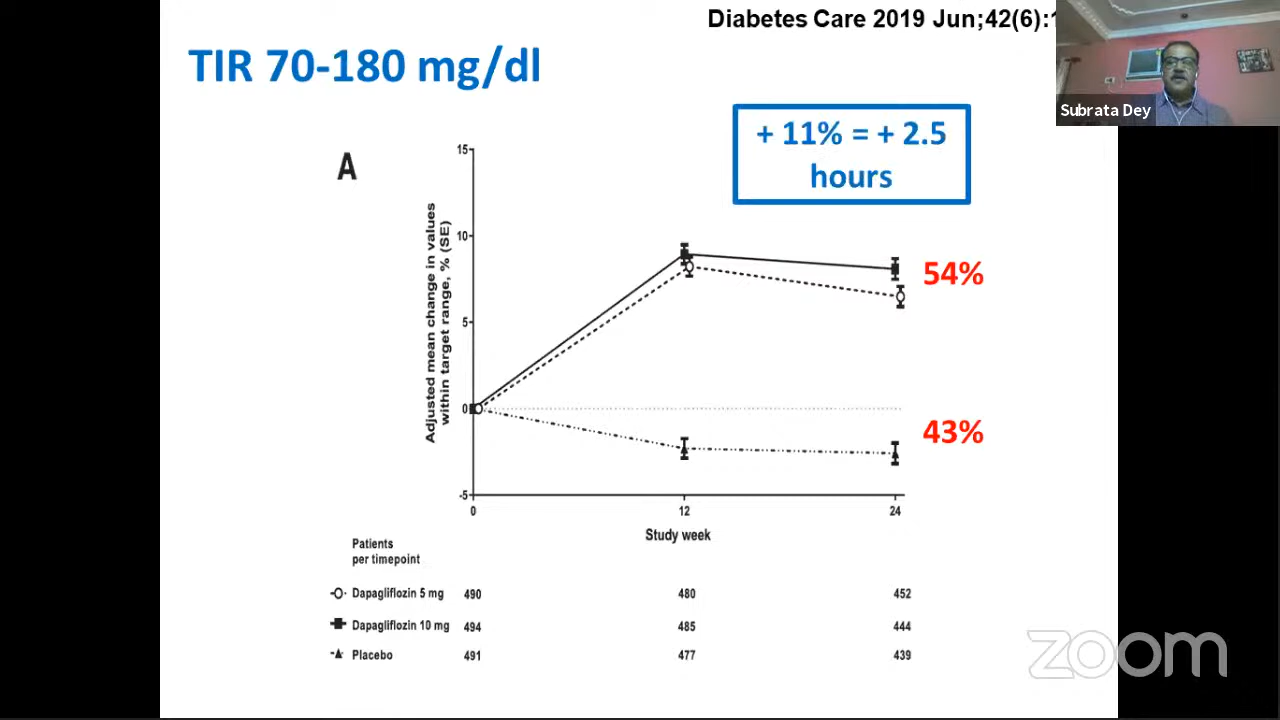 Diabetes Care 2019 Jun;42(6):
TIR 70-180 mg/dl
Subrata Dey
+ 11% = + 2.5
hours
A
15
10
5
0
-5
Adjusted mean change in values
within target range, % (SE)
54%
43%
0 12 24
Study week
Patients
per timepoint
Dapagliflozin 5 mg 490 480 452
Dapagliflozin 10 mg 494 485 444
Placebo 491 477 439
zoom